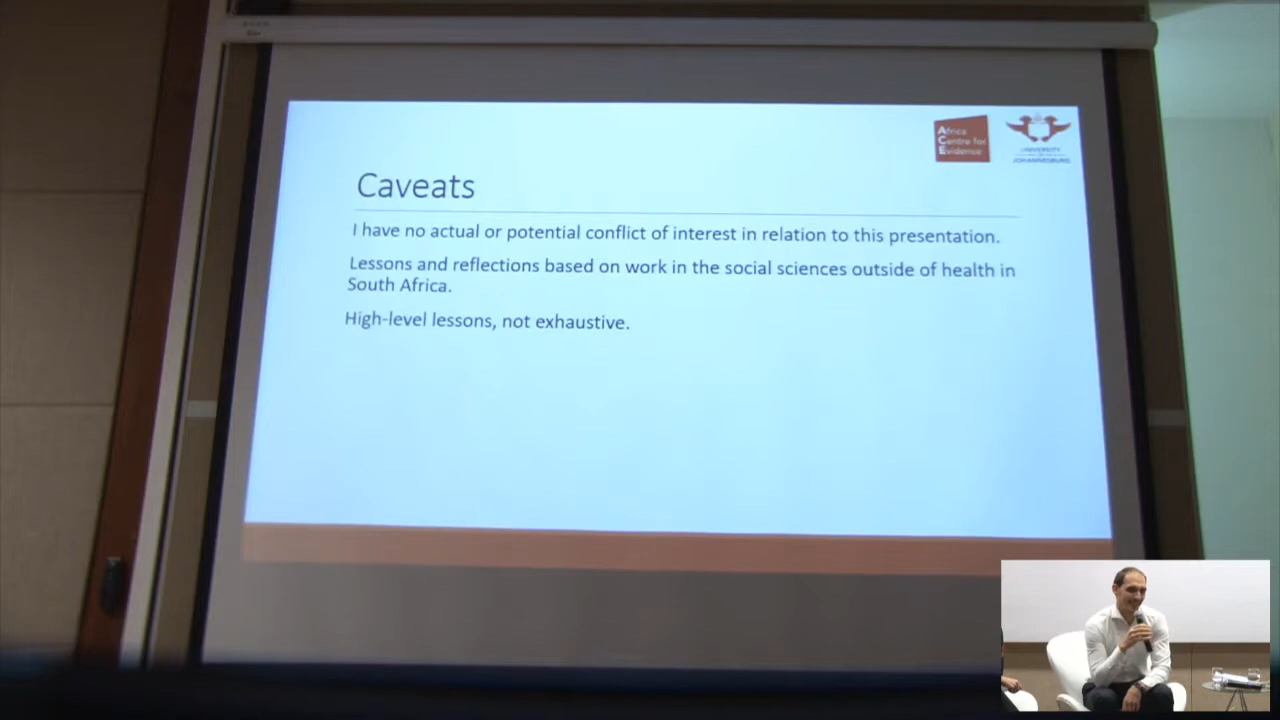 Africa
Centre for
Evidence
UNIVERSITY
JOHANNESBURG
Caveats
I have no actual or potential conflict of interest in relation to this presentation.
Lessons and reflections based on work in the social sciences outside of health in
South Africa.
High-level lessons, not exhaustive.